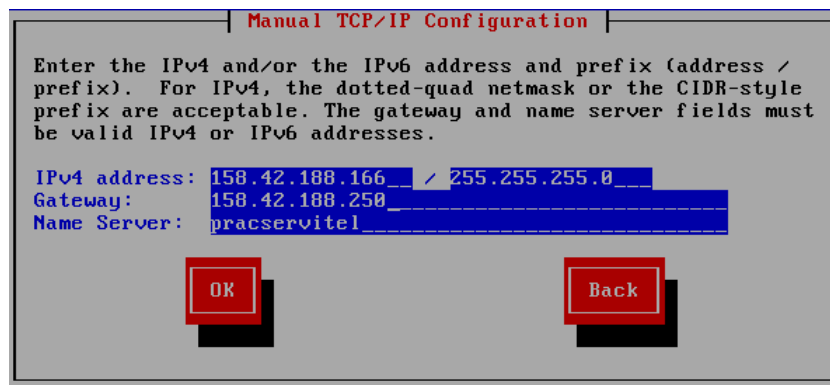 Manual TCP/IP Configuration
Enter the IPv4 and/or the IPv6 address and prefix (address /
prefix).  For IPv4, the dotted-quad netmask or the CIDR-style
prefix are acceptable. The gateway and name server fields must
be valid IPv4 or IPv6 addresses.
IPv4 address: 158.42.188.166__ / 255.255.255.0___
Gateway: 158.42.188.250___________________________
Name Server: pracservitel_____________________________
OK Back